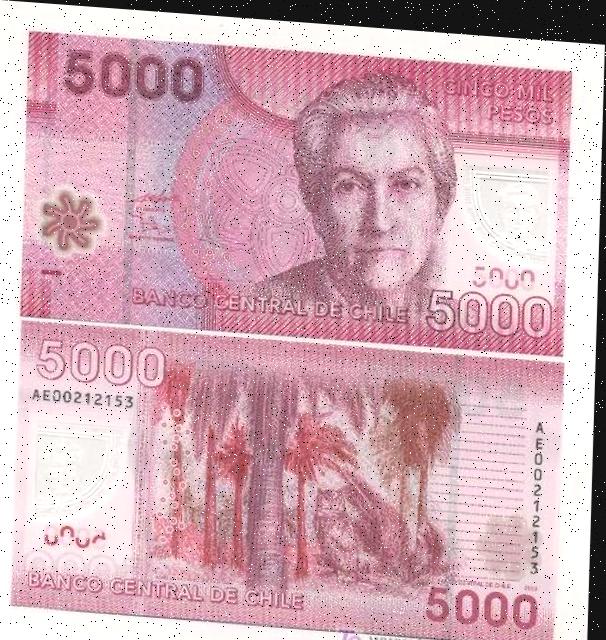 5000
CINCO MIL
PESOS
5000
BANCO CENTRAL DE CHILE
5000
5000
AE00212153
AE00212153
BANCO CENTRAL DE CHILE
5000